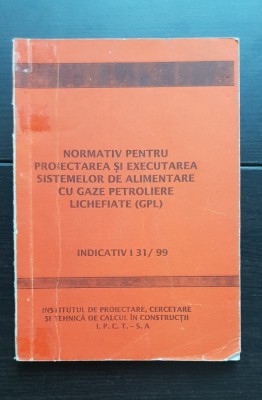 NORMATIV PENTRU
PROIECTAREA ȘI EXECUTAREA
SISTEMELOR DE ALIMENTARE
CU GAZE PETROLIERE
LICHEFIATE (GPL)
INDICATIV I 31/ 99
INSTITUTUL DE PROIECTARE, CERCETARE
ȘI TEHNICĂ DE CALCUL ÎN CONSTRUCȚII
I. P. C. T. - S. A